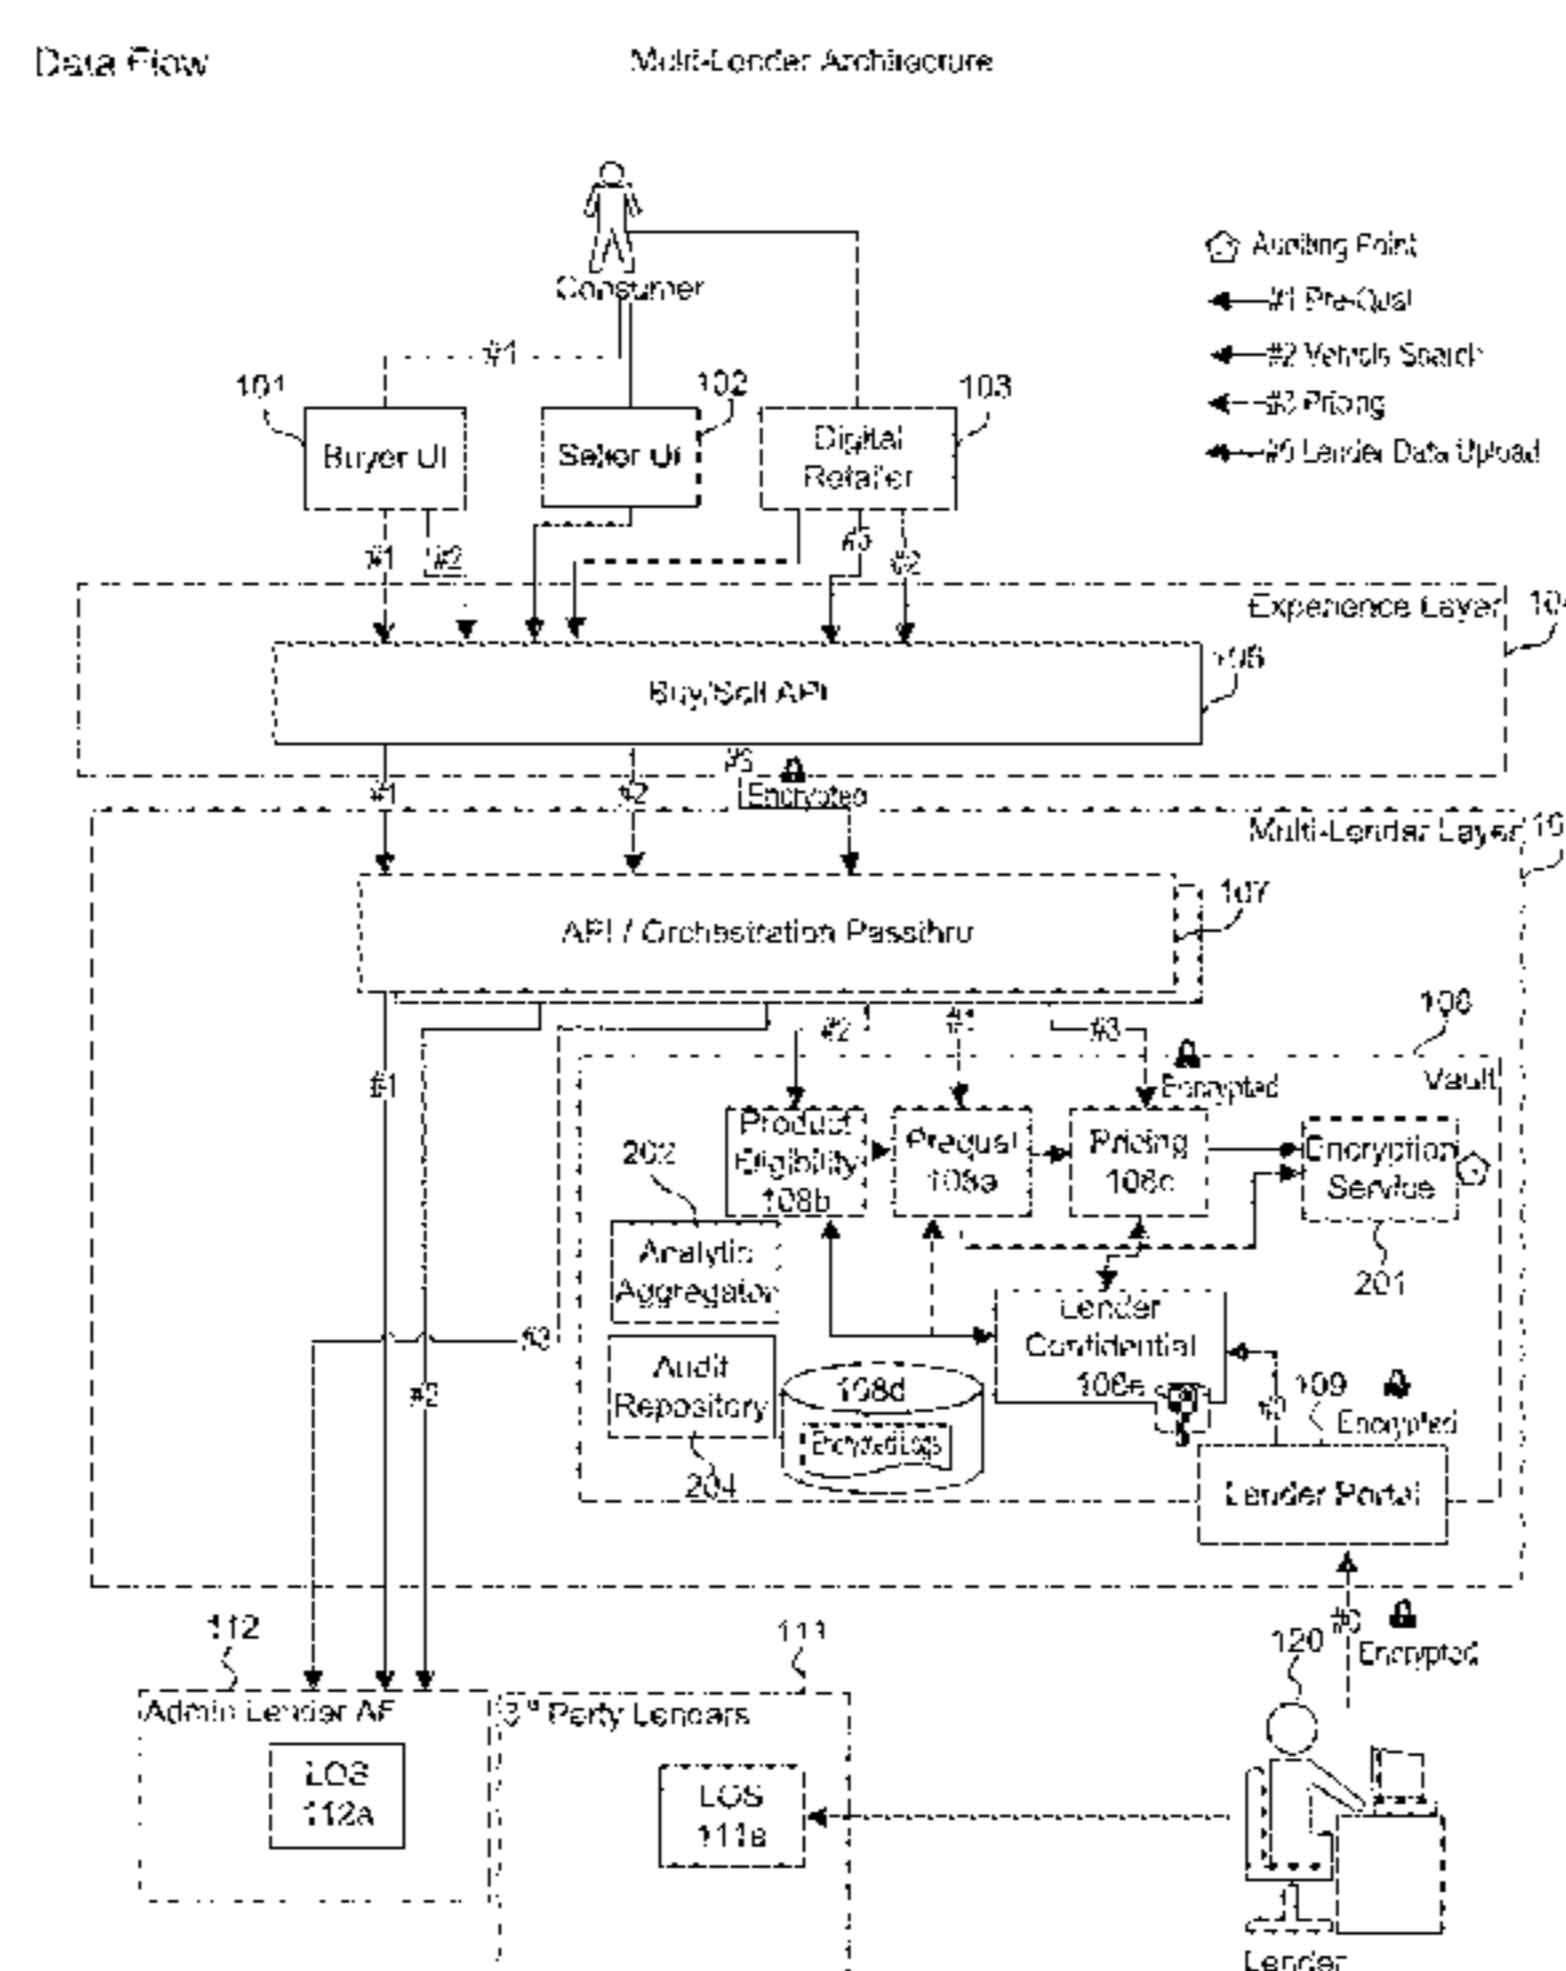 Data Flow
Multi-Lender Architecture
Consumer
Auditing Point
#1 Pre-Qual
#2 Vehicle Search
#3 Pricing
Lender Data Upload
#1
101
102
103
Buyer UI
Seller UI
Digital
Retailer
#1
#2
#3
#2
Experience Layer
Buy/Sell API
#1
#2
#3
Encrypted
Multi-Lender Layer
API / Orchestration Passthru
107
#2
#1
#3
Encrypted
108
Vault
#1
Product
Eligibility
108b
Prequal
108a
Pricing
108c
Encryption
Service
201
202
Analytic
Aggregator
Lender
Confidential
108e
#3
#2
Audit
Repository
204
108d
Encrypted Logs
109
Encrypted
Lender Portal
112
111
120
Encrypted
Admin Lender AF
LOS
112a
3rd Party Lenders
LOS
111a
Lender